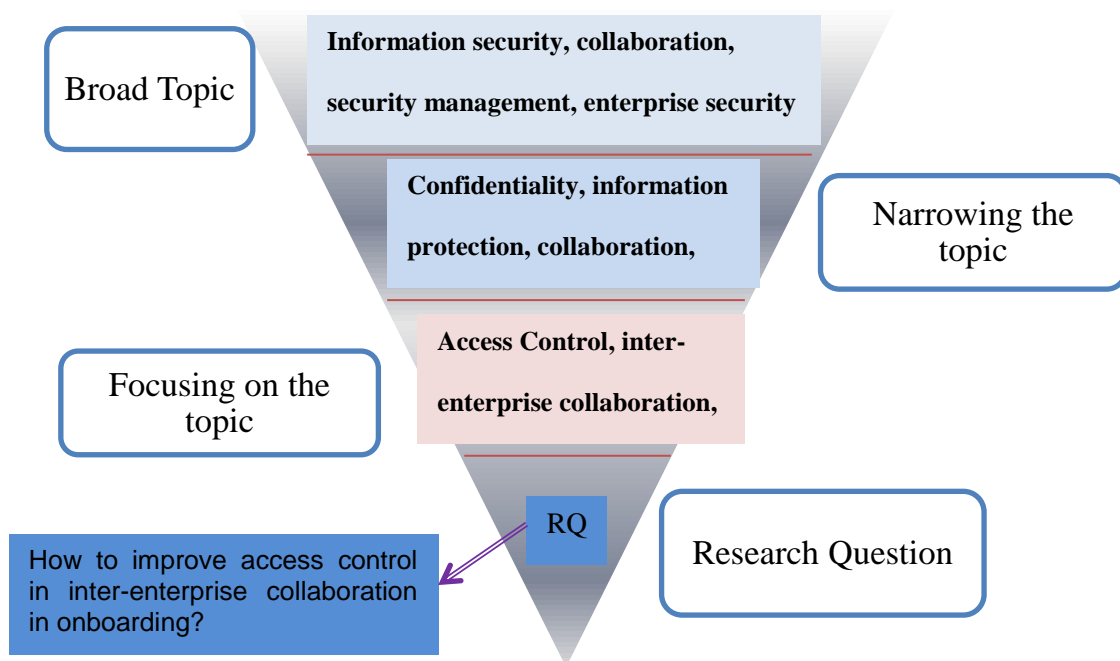 Broad Topic
Information security, collaboration,
security management, enterprise security
Confidentiality, information
protection, collaboration,
Narrowing the
topic
Access Control, inter-
enterprise collaboration,
Focusing on the
topic
RQ
Research Question
How to improve access control
in inter-enterprise collaboration
in onboarding?